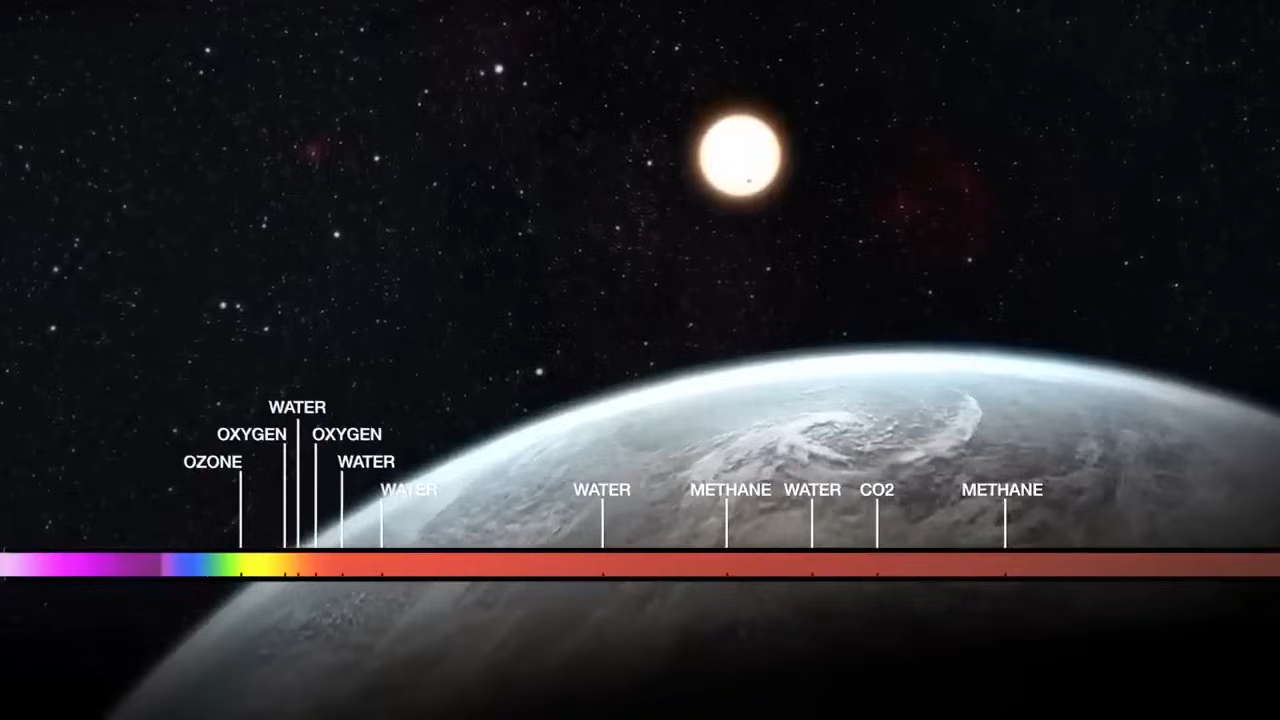 WATER
OXYGEN OXYGEN
OZONE WATER
WATER WATER METHANE WATER CO2 METHANE